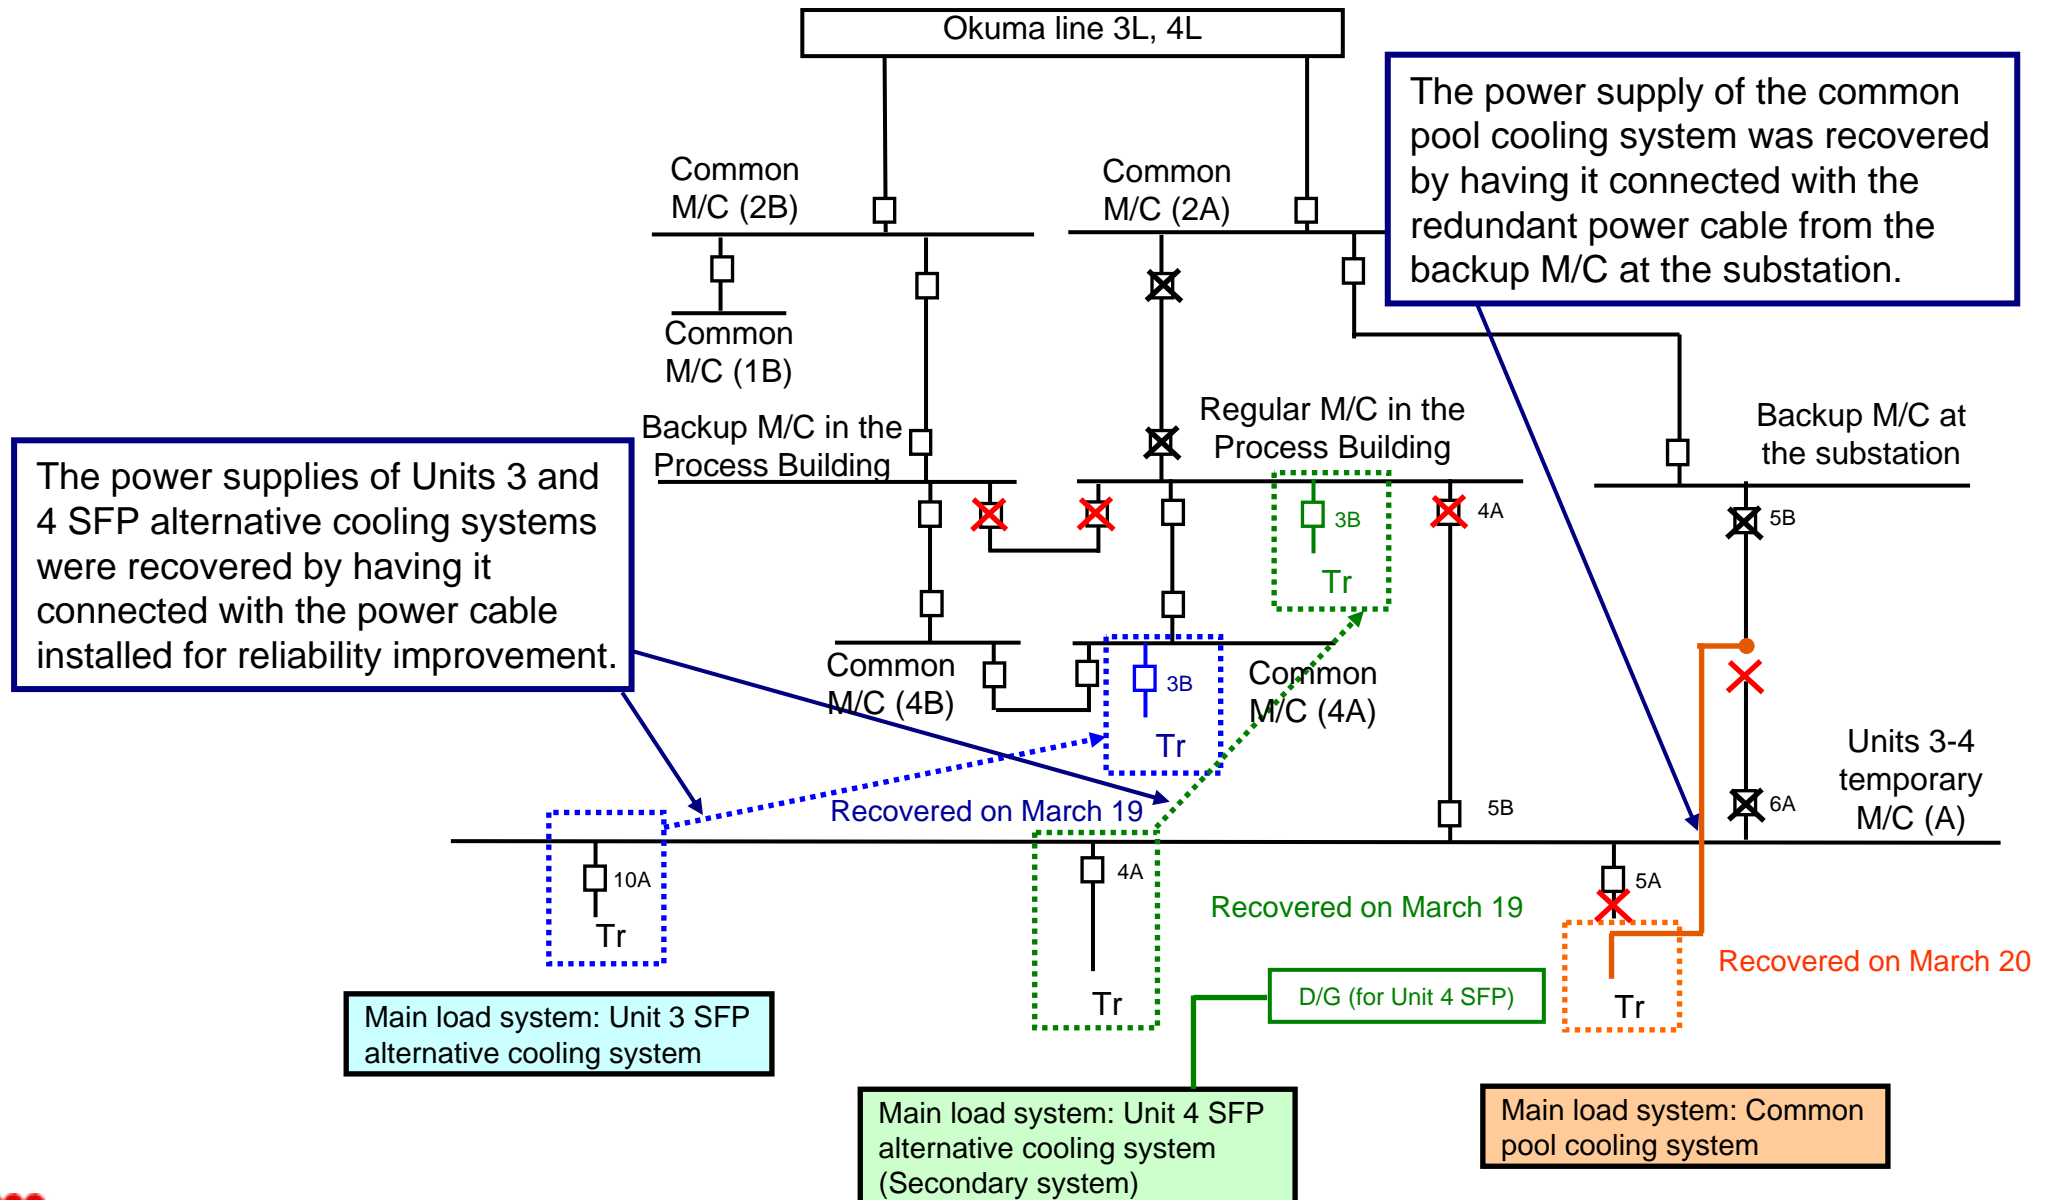 Okuma line 3L, 4L
The power supply of the common
pool cooling system was recovered
by having it connected with the
redundant power cable from the
backup M/C at the substation.
Common
M/C (2B)
Common
M/C (2A)
Common
M/C (1B)
Backup M/C in the
Process Building
Regular M/C in the
Process Building
Backup M/C at
the substation
The power supplies of Units 3 and
4 SFP alternative cooling systems
were recovered by having it
connected with the power cable
installed for reliability improvement.
3B
Tr
4A
5B
Common
M/C (4B)
3B
Tr
Common
M/C (4A)
Units 3-4
temporary
M/C (A)
Recovered on March 19
5B
6A
10A
Tr
4A
Tr
5A
Tr
Recovered on March 19
Recovered on March 20
D/G (for Unit 4 SFP)
Main load system: Unit 3 SFP
alternative cooling system
Main load system: Unit 4 SFP
alternative cooling system
(Secondary system)
Main load system: Common
pool cooling system